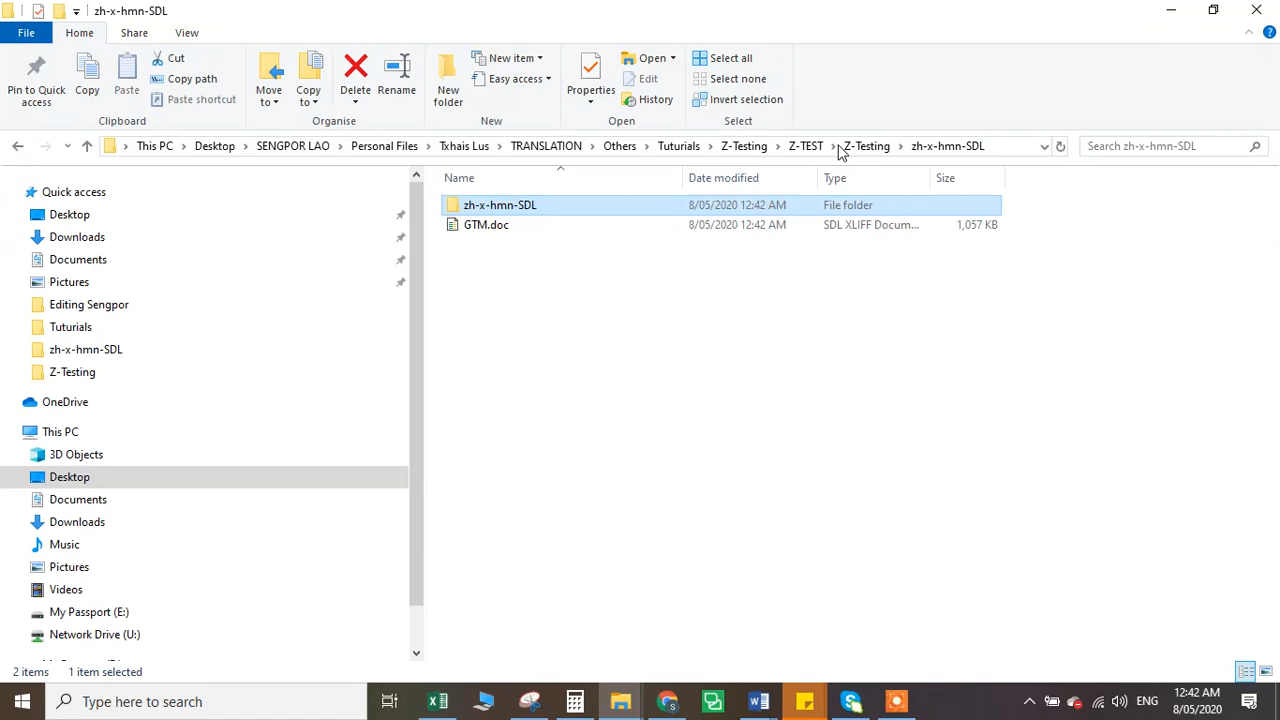 zh-x-hmn-SDL
File Home Share View
Pin to Quick access
Copy
Paste
Cut
Copy path
Paste shortcut
Clipboard
Move to
Copy to
Delete
Rename
Organise
New folder
New item
Easy access
New
Properties
Open
Edit
History
Open
Select all
Select none
Invert selection
Select
This PC Desktop SENGPOR LAO Personal Files Txhais Lus TRANSLATION Others Tuturials Z-Testing Z-TEST Z-Testing zh-x-hmn-SDL
Search zh-x-hmn-SDL
Name Date modified Type Size
zh-x-hmn-SDL 8/05/2020 12:42 AM File folder
GTM.doc 8/05/2020 12:42 AM SDL XLIFF Docum... 1,057 KB
Quick access
Desktop
Downloads
Documents
Pictures
Editing Sengpor
Tuturials
zh-x-hmn-SDL
Z-Testing
OneDrive
This PC
3D Objects
Desktop
Documents
Downloads
Music
Pictures
Videos
My Passport (E:)
Network Drive (U:)
2 items 1 item selected
Type here to search
ENG
12:42 AM
8/05/2020